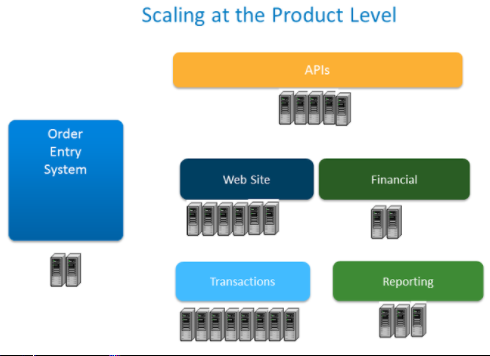 Scaling at the Product Level
APIs
Order
Entry
System
Web Site
Financial
Transactions
Reporting